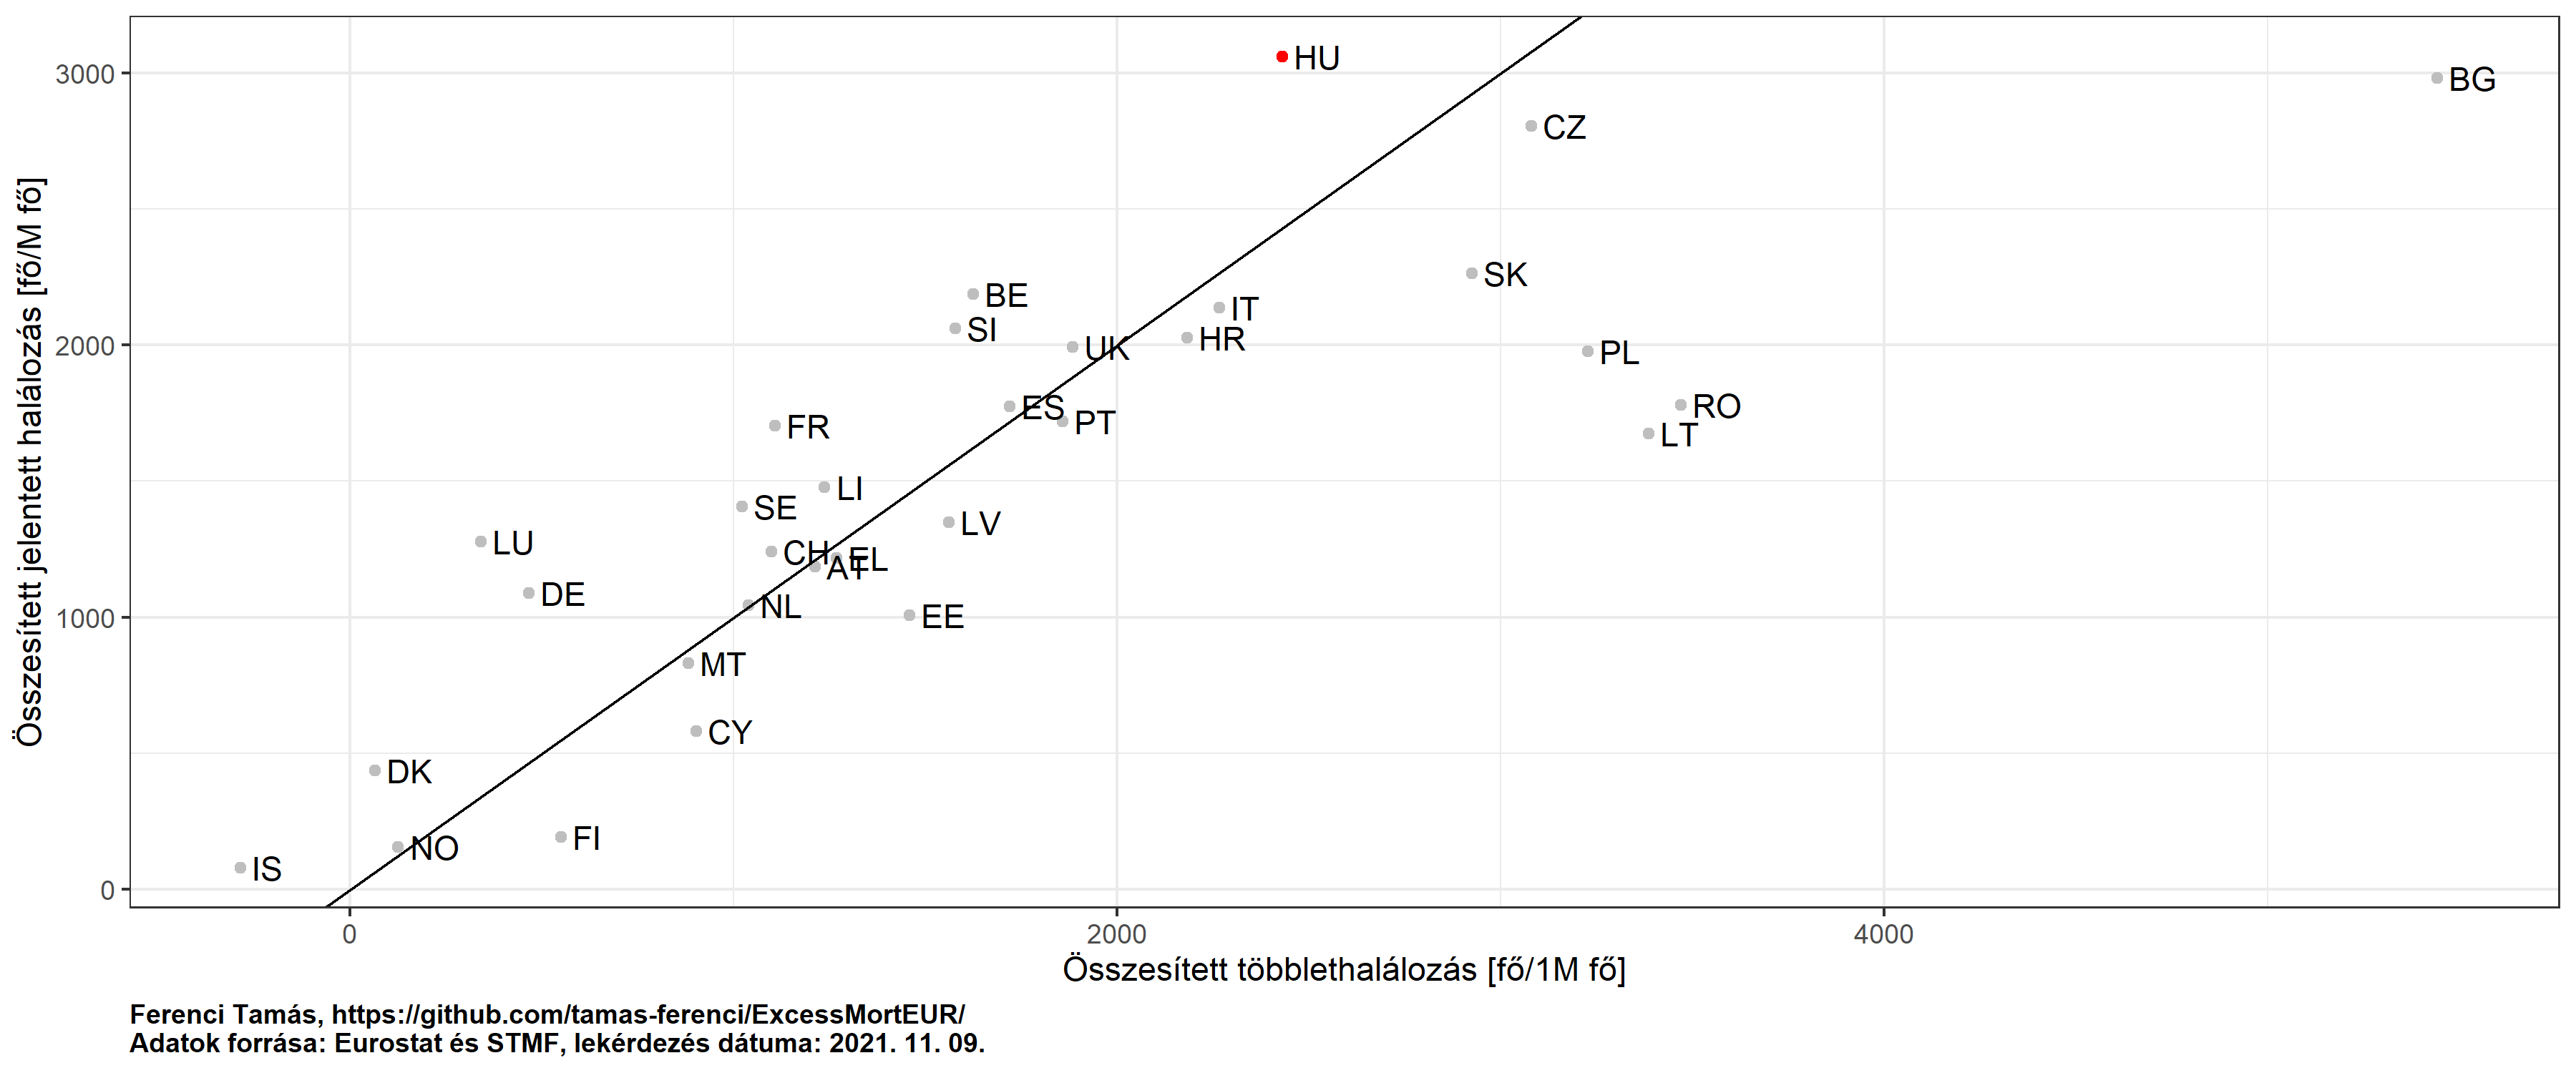 3000
2000
1000
0
Összesített jelentett halálozás [fő/M fő]
HU
BG
CZ
SK
BE
IT
SI
HR
UK
PL
RO
ES
PT
FR
LT
LI
SE
LV
LU
CH
EL
AT
DE
NL
EE
MT
CY
DK
FI
NO
IS
0
2000
4000
Összesített többlethalálozás [fő/1M fő]
Ferenci Tamás, https://github.com/tamas-ferenci/ExcessMortEUR/
Adatok forrása: Eurostat és STMF, lekérdezés dátuma: 2021. 11. 09.